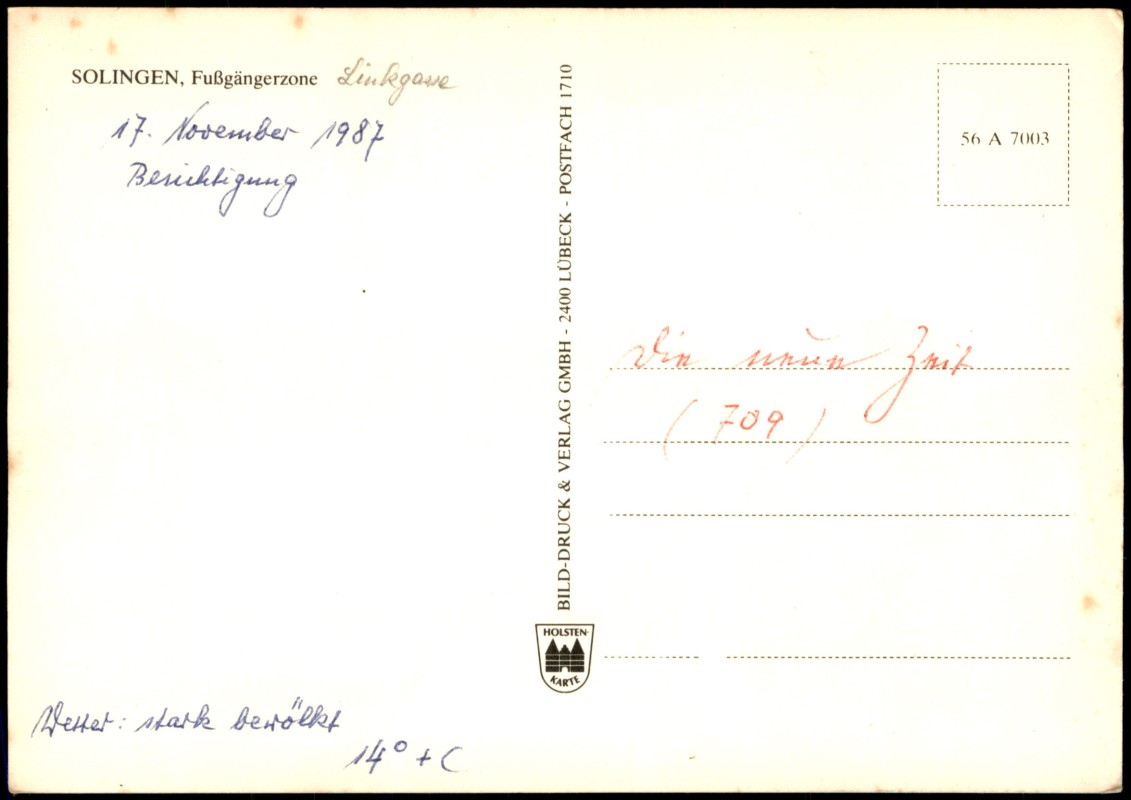 SOLINGEN, Fußgängerzone Linkgasse
17. November 1987
Besichtigung
Wetter: stark bewölkt
14° + C
BILD-DRUCK & VERLAG GMBH - 2400 LÜBECK - POSTFACH 1710
HOLSTEN-
KARTE
56 A 7003
Die neue Zeit
(709)